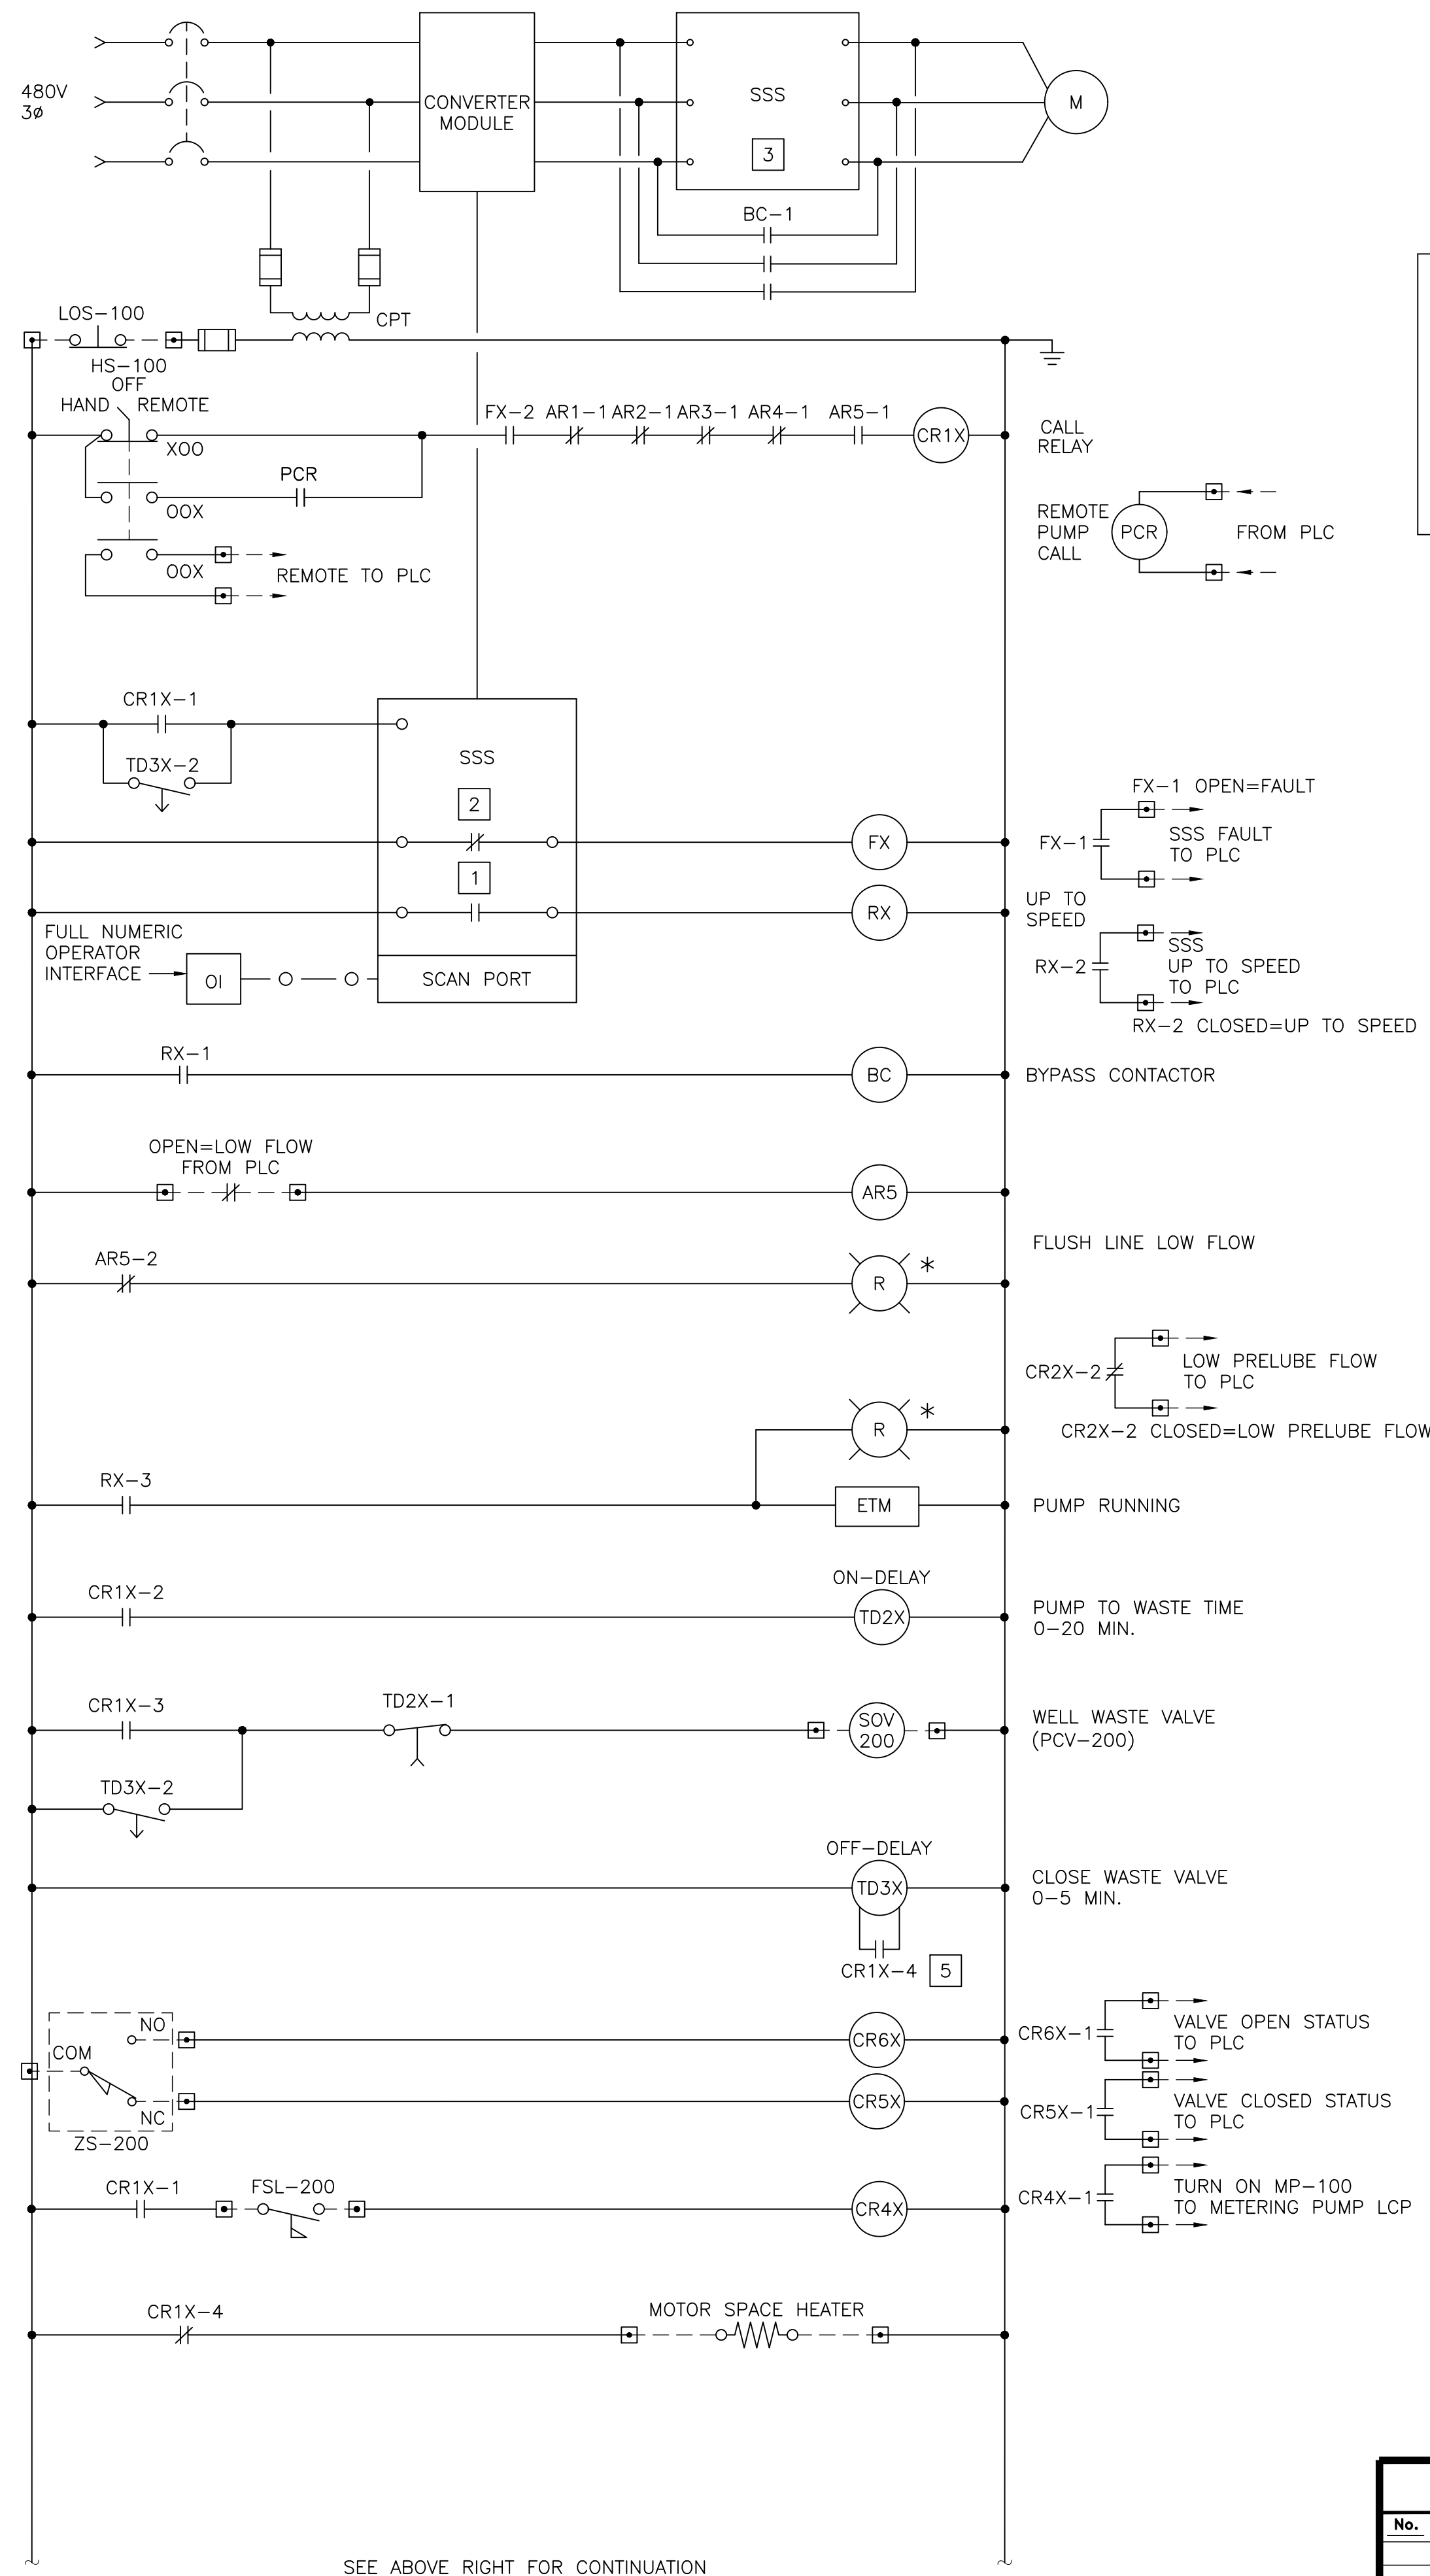 480V
3ø
CONVERTER
MODULE
SSS
3
M
BC-1
CPT
LOS-100
HS-100
OFF
HAND REMOTE
XOO
FX-2 AR1-1 AR2-1 AR3-1 AR4-1 AR5-1
CR1X
CALL
RELAY
PCR
OOX
OOX
REMOTE TO PLC
REMOTE
PUMP
CALL
PCR
FROM PLC
CR1X-1
TD3X-2
SSS
2
1
FX
RX
SCAN PORT
FULL NUMERIC
OPERATOR
INTERFACE
OI
FX-1 OPEN=FAULT
FX-1
SSS FAULT
TO PLC
UP TO
SPEED
RX-2
SSS
UP TO SPEED
TO PLC
RX-2 CLOSED=UP TO SPEED
RX-1
BC
BYPASS CONTACTOR
OPEN=LOW FLOW
FROM PLC
AR5
FLUSH LINE LOW FLOW
AR5-2
R
*
CR2X-2
LOW PRELUBE FLOW
TO PLC
CR2X-2 CLOSED=LOW PRELUBE FLOW
R
*
RX-3
ETM
PUMP RUNNING
ON-DELAY
CR1X-2
TD2X
PUMP TO WASTE TIME
0-20 MIN.
CR1X-3
TD2X-1
SOV
200
WELL WASTE VALVE
(PCV-200)
TD3X-2
OFF-DELAY
TD3X
CLOSE WASTE VALVE
0-5 MIN.
CR1X-4
5
NO
COM
NC
ZS-200
CR6X
CR6X-1
VALVE OPEN STATUS
TO PLC
CR5X
CR5X-1
VALVE CLOSED STATUS
TO PLC
CR1X-1
FSL-200
CR4X
CR4X-1
TURN ON MP-100
TO METERING PUMP LCP
CR1X-4
MOTOR SPACE HEATER
SEE ABOVE RIGHT FOR CONTINUATION
No.